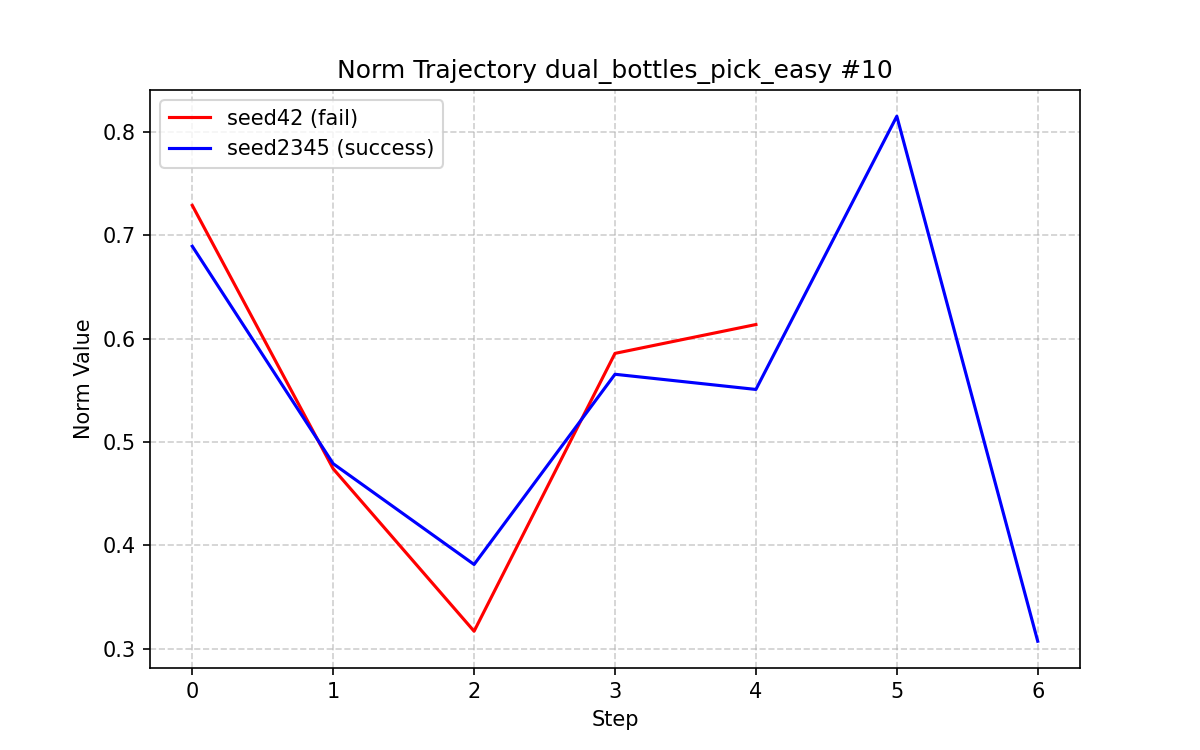 Norm Trajectory dual_bottles_pick_easy #10
seed42 (fail)
seed2345 (success)
Norm Value
0.8
0.7
0.6
0.5
0.4
0.3
0 1 2 3 4 5 6
Step